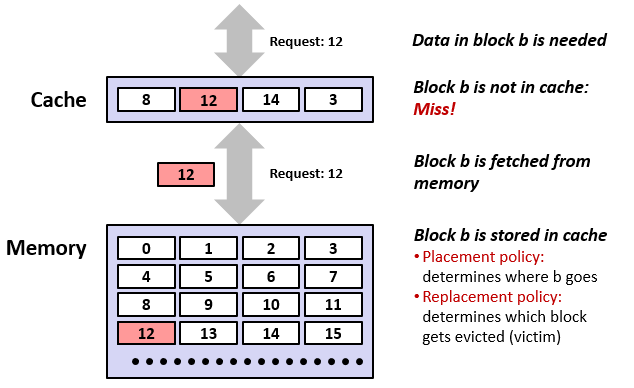 Request: 12
Data in block b is needed
Cache
8 12 14 3
Block b is not in cache:
Miss!
12
Request: 12
Block b is fetched from
memory
Memory
0 1 2 3
4 5 6 7
8 9 10 11
12 13 14 15
Block b is stored in cache
• Placement policy:
determines where b goes
• Replacement policy:
determines which block
gets evicted (victim)